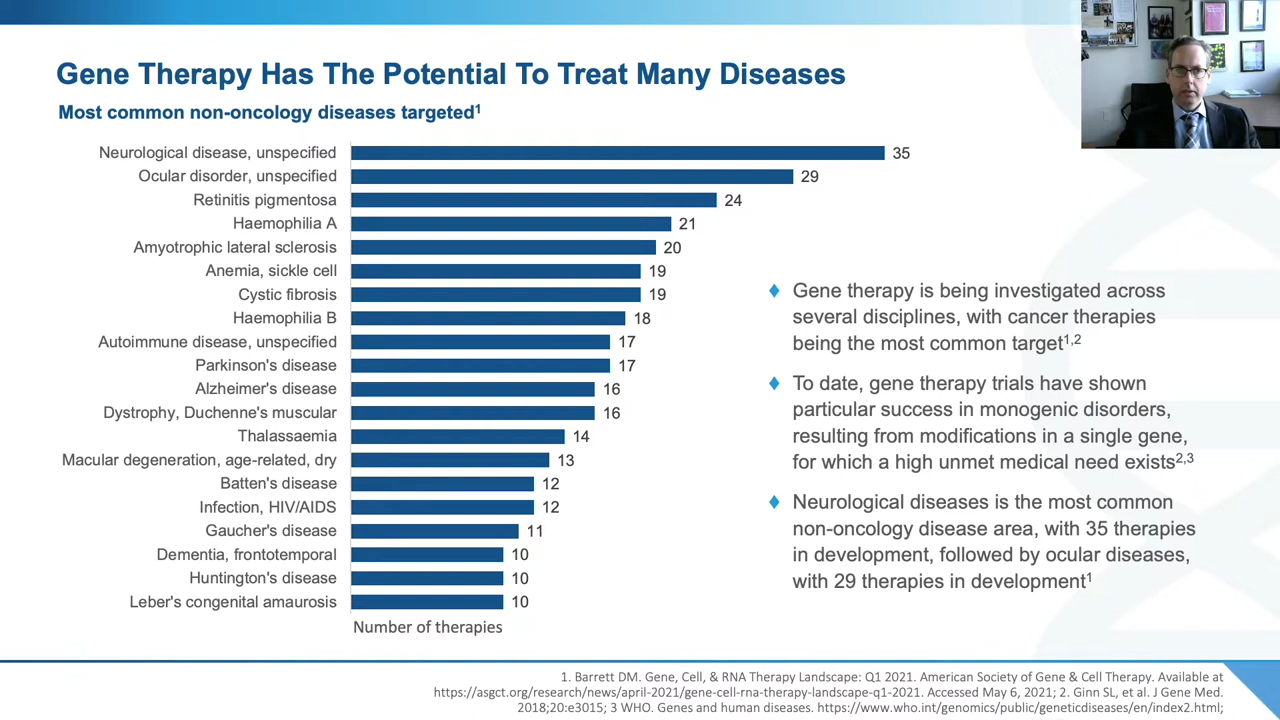 Gene Therapy Has The Potential To Treat Many Diseases
Most common non-oncology diseases targeted1
Neurological disease, unspecified 35
Ocular disorder, unspecified 29
Retinitis pigmentosa 24
Haemophilia A 21
Amyotrophic lateral sclerosis 20
Anemia, sickle cell 19
Cystic fibrosis 19
Haemophilia B 18
Autoimmune disease, unspecified 17
Parkinson's disease 17
Alzheimer's disease 16
Dystrophy, Duchenne's muscular 16
Thalassaemia 14
Macular degeneration, age-related, dry 13
Batten's disease 12
Infection, HIV/AIDS 12
Gaucher's disease 11
Dementia, frontotemporal 10
Huntington's disease 10
Leber's congenital amaurosis 10
Number of therapies
Gene therapy is being investigated across
several disciplines, with cancer therapies
being the most common target1,2
To date, gene therapy trials have shown
particular success in monogenic disorders,
resulting from modifications in a single gene,
for which a high unmet medical need exists2,3
Neurological diseases is the most common
non-oncology disease area, with 35 therapies
in development, followed by ocular diseases,
with 29 therapies in development1
1. Barrett DM. Gene, Cell, & RNA Therapy Landscape: Q1 2021. American Society of Gene & Cell Therapy. Available at
https://asgct.org/research/news/april-2021/gene-cell-rna-therapy-landscape-q1-2021. Accessed May 6, 2021; 2. Ginn SL, et al. J Gene Med.
2018;20:e3015; 3 WHO. Genes and human diseases. https://www.who.int/genomics/public/geneticdiseases/en/index2.html;